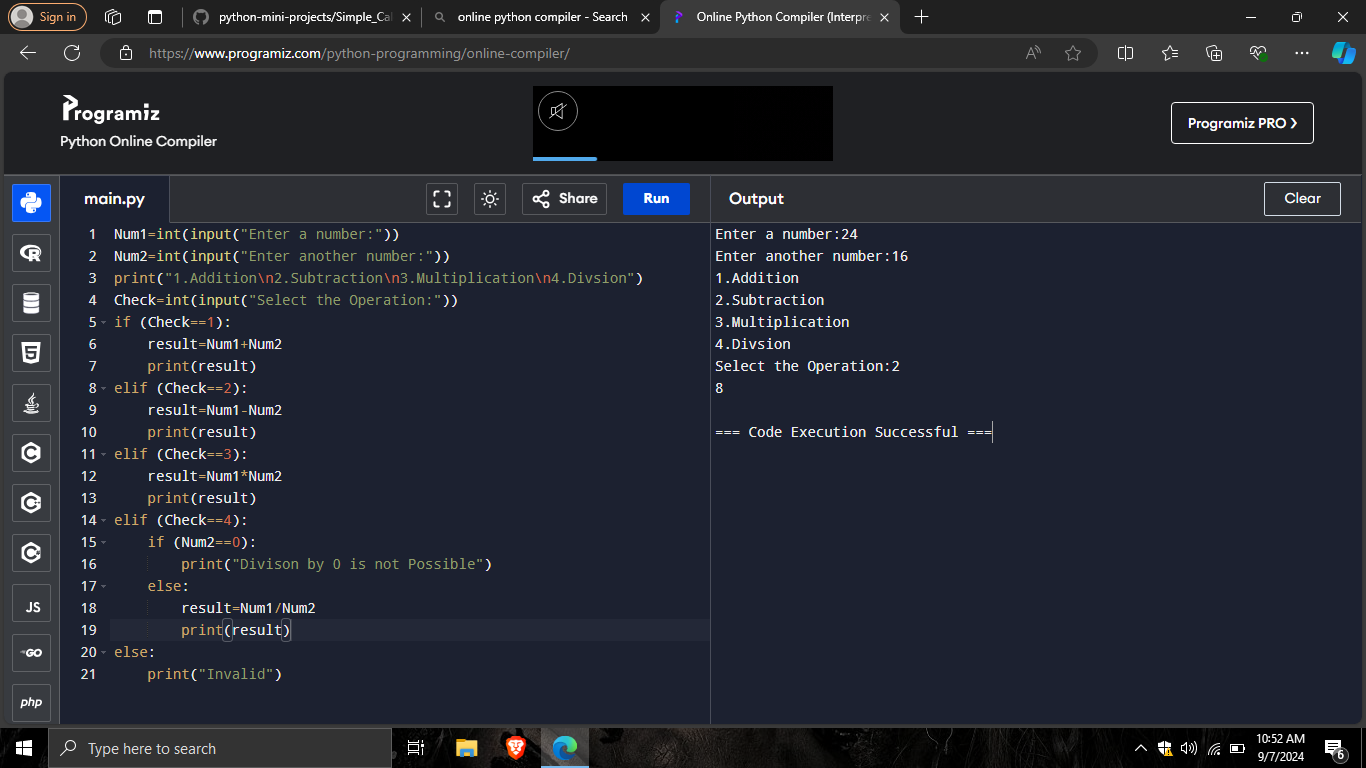 Sign in
python-mini-projects/Simple_Cal
online python compiler - Search
Online Python Compiler (Interpre
https://www.programiz.com/python-programming/online-compiler/
Programiz
Python Online Compiler
Programiz PRO ❯
main.py
Share
Run
Output
Clear
1 Num1=int(input("Enter a number:"))
2 Num2=int(input("Enter another number:"))
3 print("1.Addition\n2.Subtraction\n3.Multiplication\n4.Divsion")
4 Check=int(input("Select the Operation:"))
5 if (Check==1):
6     result=Num1+Num2
7     print(result)
8 elif (Check==2):
9     result=Num1-Num2
10     print(result)
11 elif (Check==3):
12     result=Num1*Num2
13     print(result)
14 elif (Check==4):
15     if (Num2==0):
16         print("Divison by 0 is not Possible")
17     else:
18         result=Num1/Num2
19         print(result)
20 else:
21     print("Invalid")
Enter a number:24
Enter another number:16
1.Addition
2.Subtraction
3.Multiplication
4.Divsion
Select the Operation:2
8
=== Code Execution Successful ===
R
5
C
C
C
JS
GO
php
Type here to search
10:52 AM
9/7/2024
6